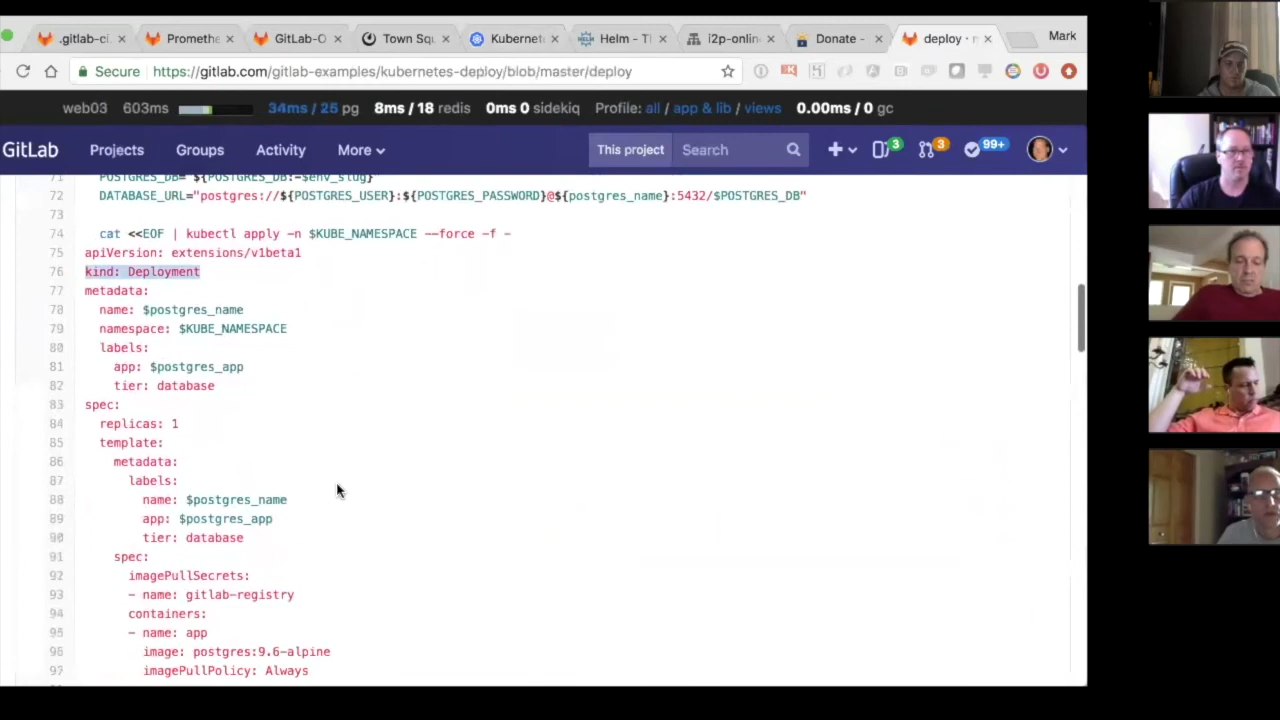 .gitlab-ci.
Promethe
GitLab-O
Town Squ
Kubernete
Helm - Th
i2p-onlin
Donate -
deploy · m
Mark
Secure https://gitlab.com/gitlab-examples/kubernetes-deploy/blob/master/deploy
web03 603ms 34ms / 25 pg 8ms / 18 redis 0ms 0 sidekiq Profile: all / app & lib / views 0.00ms / 0 gc
GitLab Projects Groups Activity More This project Search 3 3 99+
71 POSTGRES_DB="${POSTGRES_DB:-$env_slug}"
72 DATABASE_URL="postgres://${POSTGRES_USER}:${POSTGRES_PASSWORD}@${postgres_name}:5432/$POSTGRES_DB"
73
74 cat <<EOF | kubectl apply -n $KUBE_NAMESPACE --force -f -
75 apiVersion: extensions/v1beta1
76 kind: Deployment
77 metadata:
78 name: $postgres_name
79 namespace: $KUBE_NAMESPACE
80 labels:
81 app: $postgres_app
82 tier: database
83 spec:
84 replicas: 1
85 template:
86 metadata:
87 labels:
88 name: $postgres_name
89 app: $postgres_app
90 tier: database
91 spec:
92 imagePullSecrets:
93 - name: gitlab-registry
94 containers:
95 - name: app
96 image: postgres:9.6-alpine
97 imagePullPolicy: Always